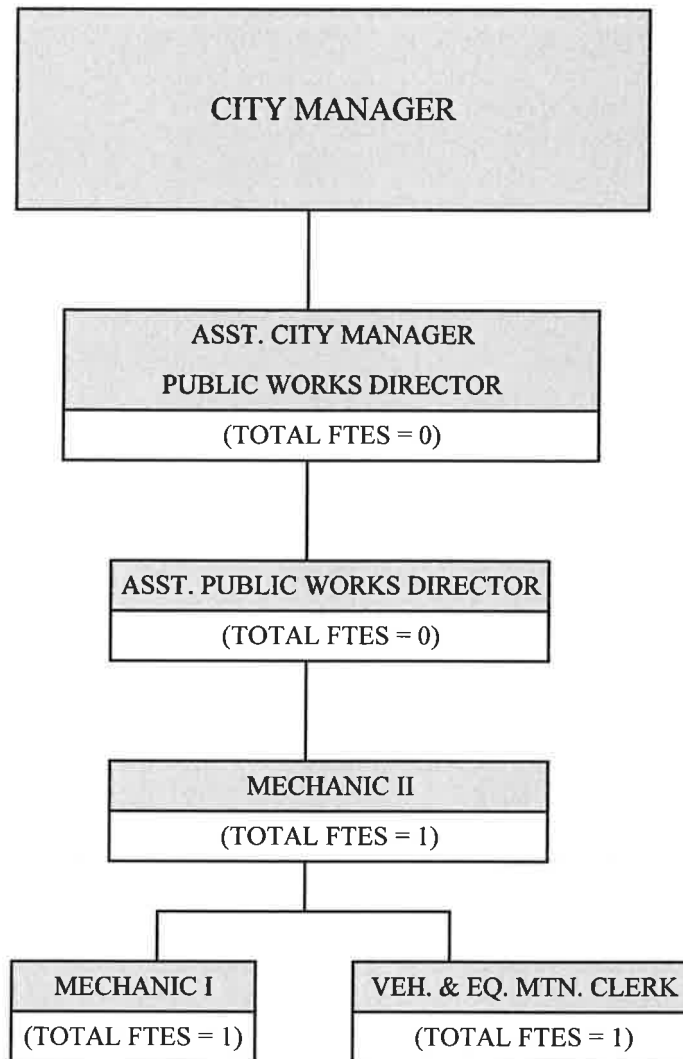 CITY MANAGER
ASST. CITY MANAGER
PUBLIC WORKS DIRECTOR
(TOTAL FTES = 0)
ASST. PUBLIC WORKS DIRECTOR
(TOTAL FTES = 0)
MECHANIC II
(TOTAL FTES = 1)
MECHANIC I
(TOTAL FTES = 1)
VEH. & EQ. MTN. CLERK
(TOTAL FTES = 1)